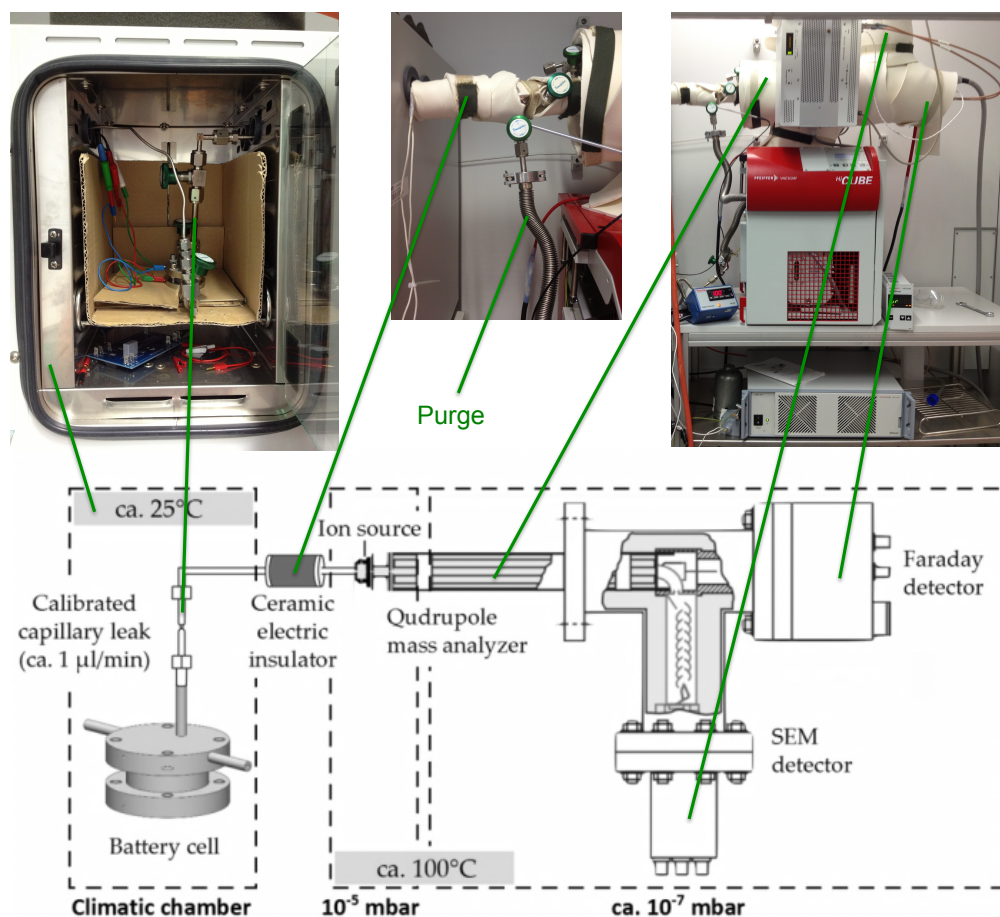 PFEIFFER VACUUM
HiCUBE
Purge
ca. 25°C
Ion source
Calibrated
capillary leak
(ca. 1 µl/min)
Ceramic
electric
insulator
Qudrupole
mass analyzer
Faraday
detector
SEM
detector
Battery cell
ca. 100°C
Climatic chamber
10⁻⁵ mbar
ca. 10⁻⁷ mbar